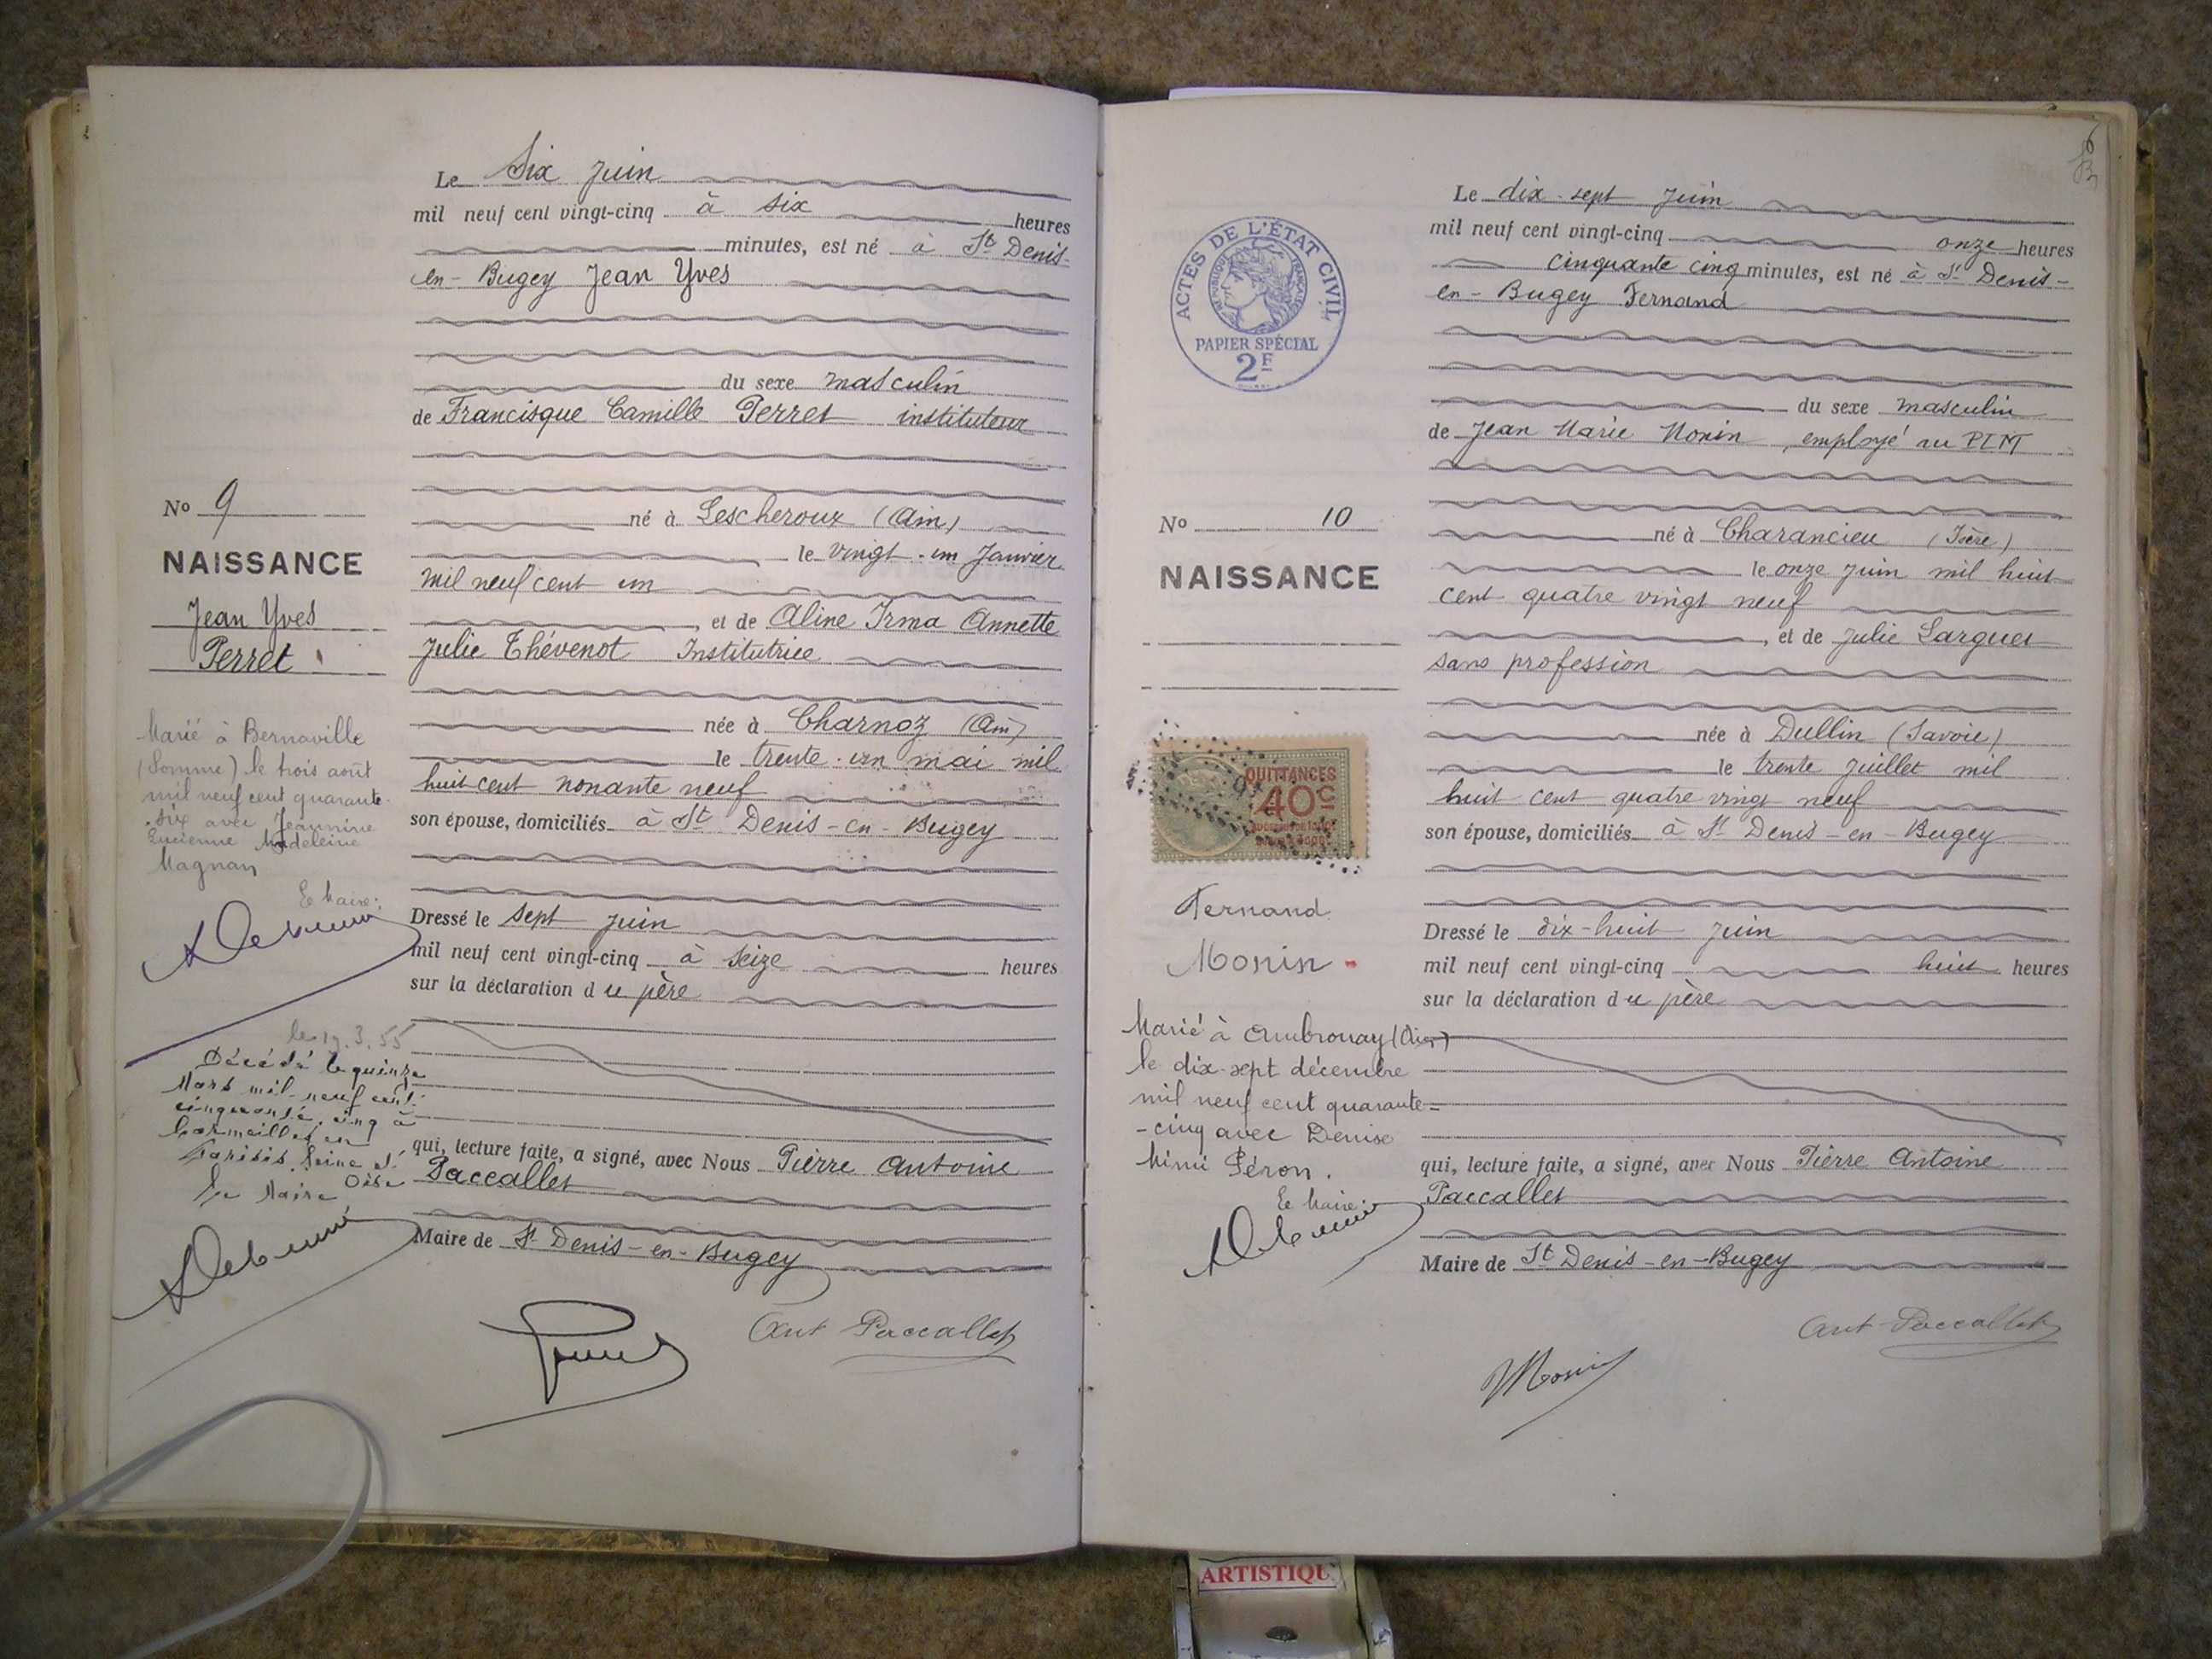 Le Six Juin
mil neuf cent vingt-cinq à six heures
minutes, est né à St Denis-
en-Bugey Jean Yves
du sexe masculin
de Francisque Camille Perret instituteur
né à Lescheroux (Ain)
le vingt-un Janvier
mil neuf cent un
, et de Aline Irma Annette
Julie Thévenot Institutrice
née à Charnoz (Ain)
le trente-un mai mil
huit cent nonante neuf
son épouse, domiciliés à St Denis-en-Bugey
Dressé le sept juin
mil neuf cent vingt-cinq à seize heures
sur la déclaration du père
qui, lecture faite, a signé, avec Nous Pierre Antoine
Paccallet
Maire de St Denis-en-Bugey
Ant Paccallet
No 9
NAISSANCE
Jean Yves
Perret
Marié à Bernaville
(Somme) le trois août
mil neuf cent quarante-
six avec Jeannine
Lucienne Madeleine
Magnan
Le Maire:
le 19.3.55
Décédé le quinze
Mars mil-neuf cent-
cinquante-cinq à
Cormeilles en
Parisis Seine et
Oise
Le Maire
6
Le dix-sept Juin
mil neuf cent vingt-cinq onze heures
cinquante cinq minutes, est né à St Denis-
en-Bugey Fernand
du sexe masculin
de Jean Marie Monin, employé au PLM
né à Charancieu (Isère)
le onze juin mil huit
cent quatre vingt neuf
, et de Julie Larguet
sans profession
née à Dullin (Savoie)
le trente juillet mil
huit cent quatre vingt neuf
son épouse, domiciliés à St Denis-en-Bugey
Dressé le dix-huit Juin
mil neuf cent vingt-cinq huit heures
sur la déclaration du père
qui, lecture faite, a signé, avec Nous Pierre Antoine
Paccallet
Maire de St Denis-en-Bugey
Ant Paccallet
Monin
ACTES DE L'ÉTAT CIVIL
RÉPUBLIQUE FRANÇAISE
PAPIER SPÉCIAL
2F
No 10
NAISSANCE
QUITTANCES
40c
Fernand
Monin
Marié à Ambronay (Ain)
le dix-sept décembre
mil neuf cent quarante-
-cinq avec Denise
Mimi Péron.
Le Maire
ARTISTIQU